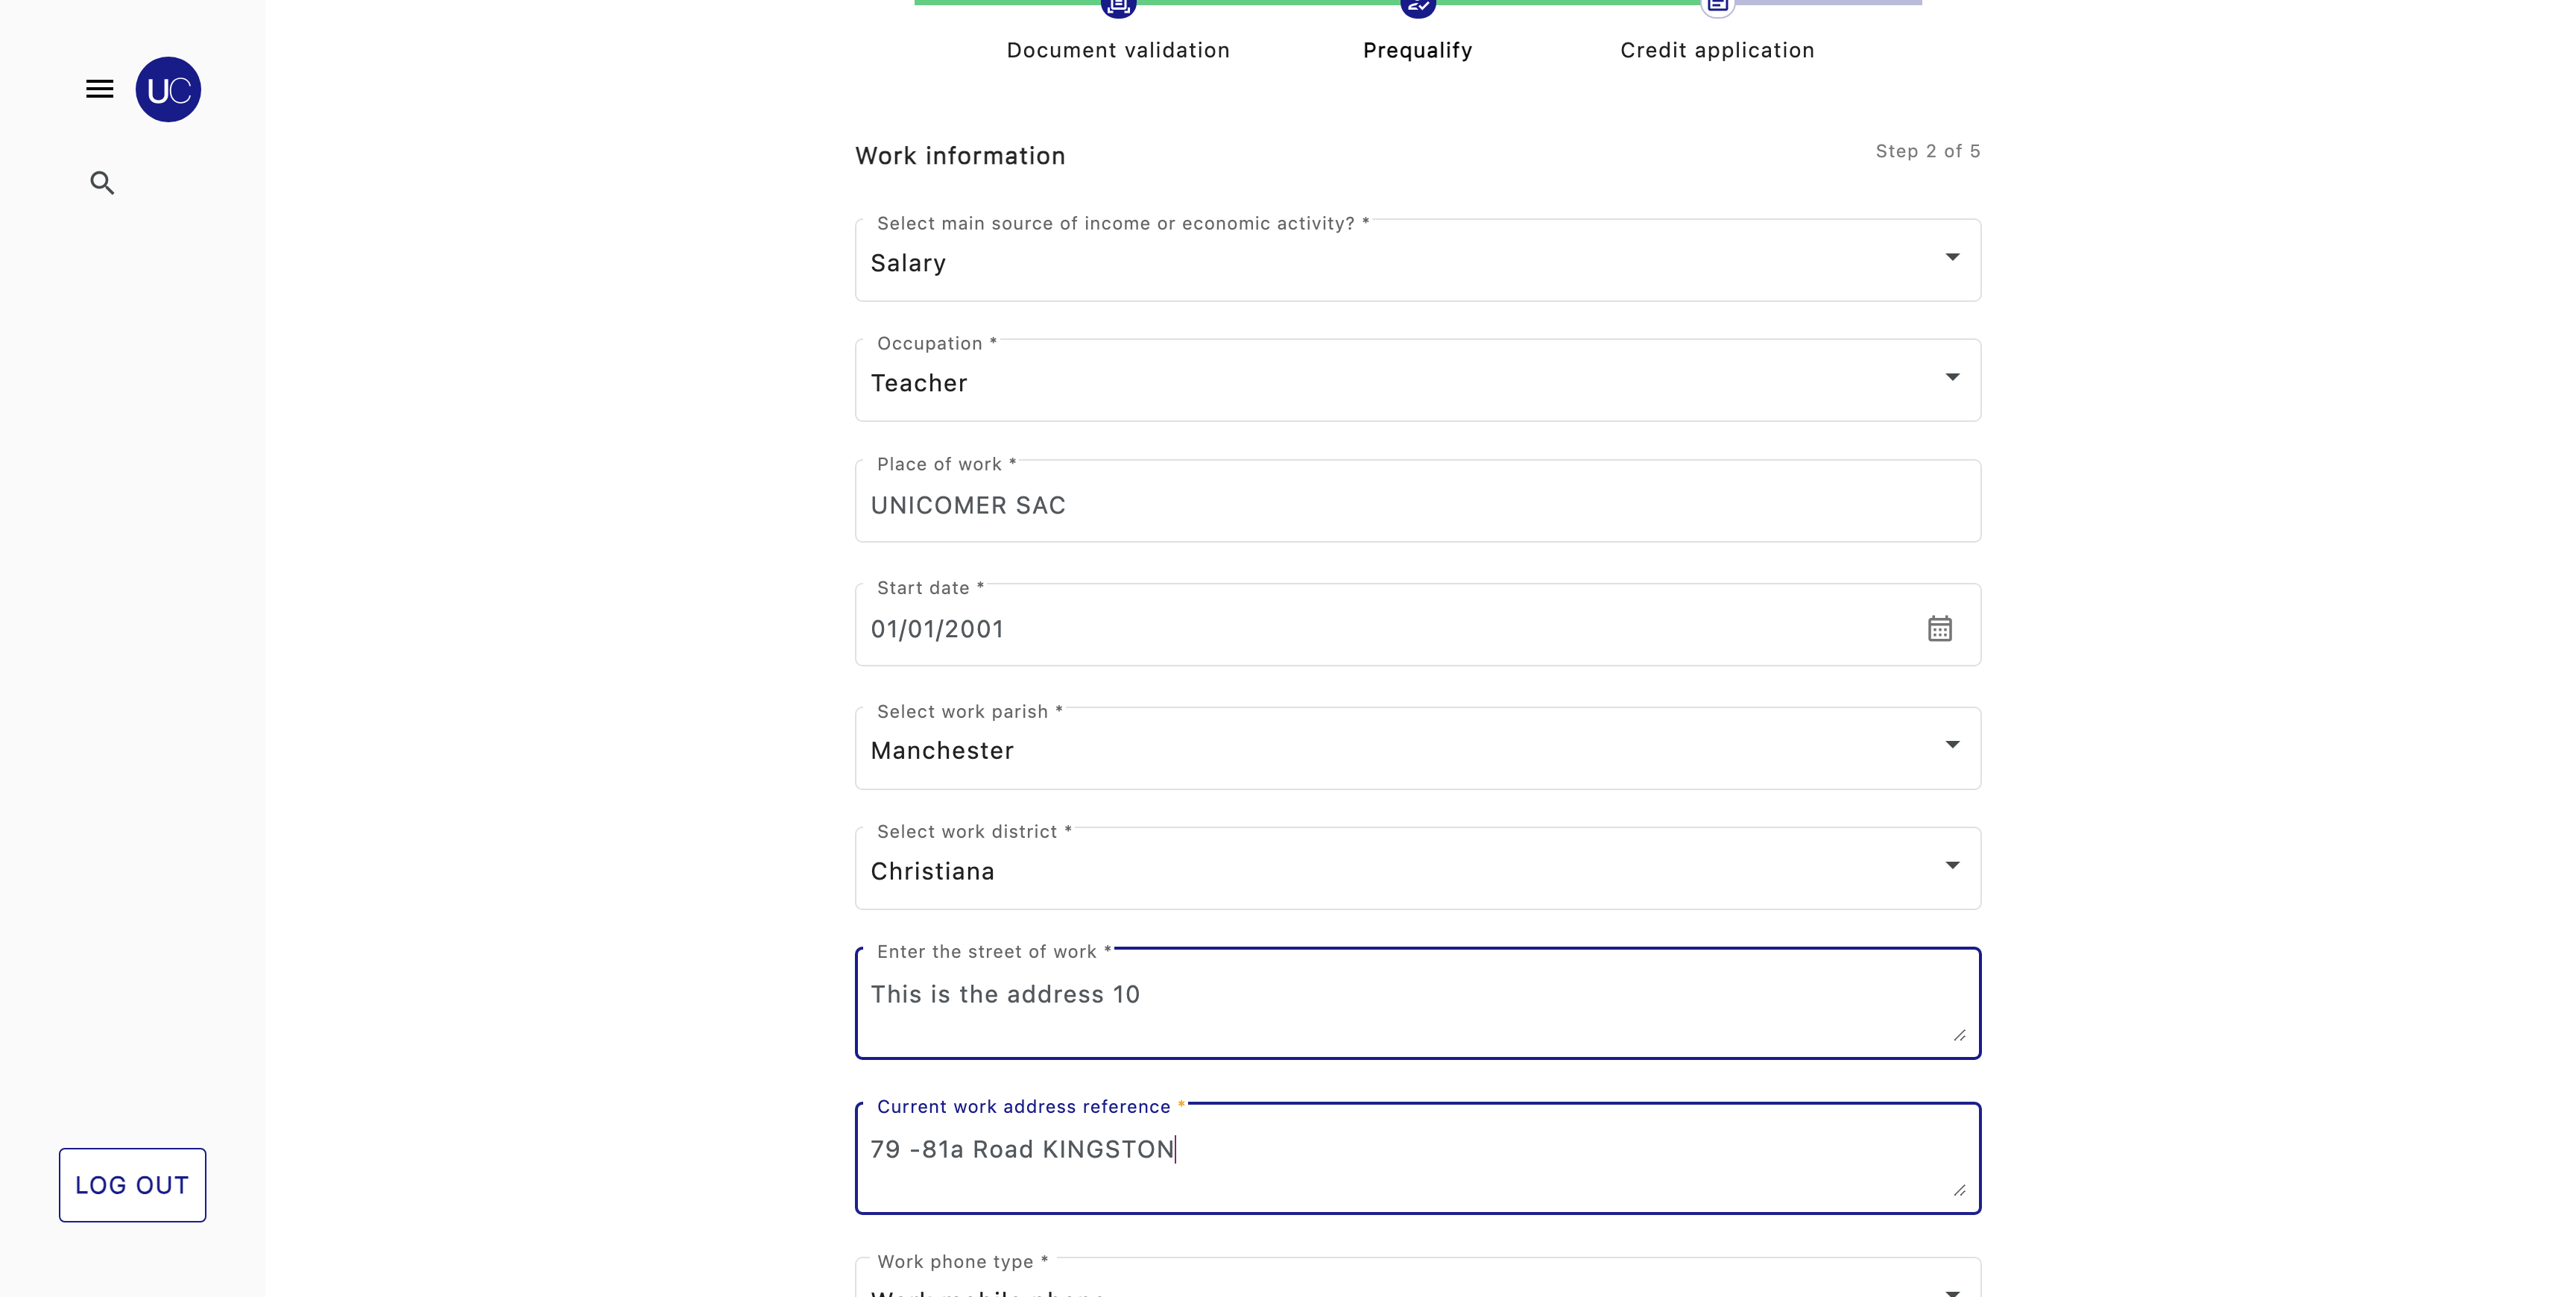 Document validation
Prequalify
Credit application
UC
Work information
Step 2 of 5
Select main source of income or economic activity? *
Salary
Occupation *
Teacher
Place of work *
UNICOMER SAC
Start date *
01/01/2001
Select work parish *
Manchester
Select work district *
Christiana
Enter the street of work *
This is the address 10
Current work address reference *
79 -81a Road KINGSTON
LOG OUT
Work phone type *
Work mobile phone